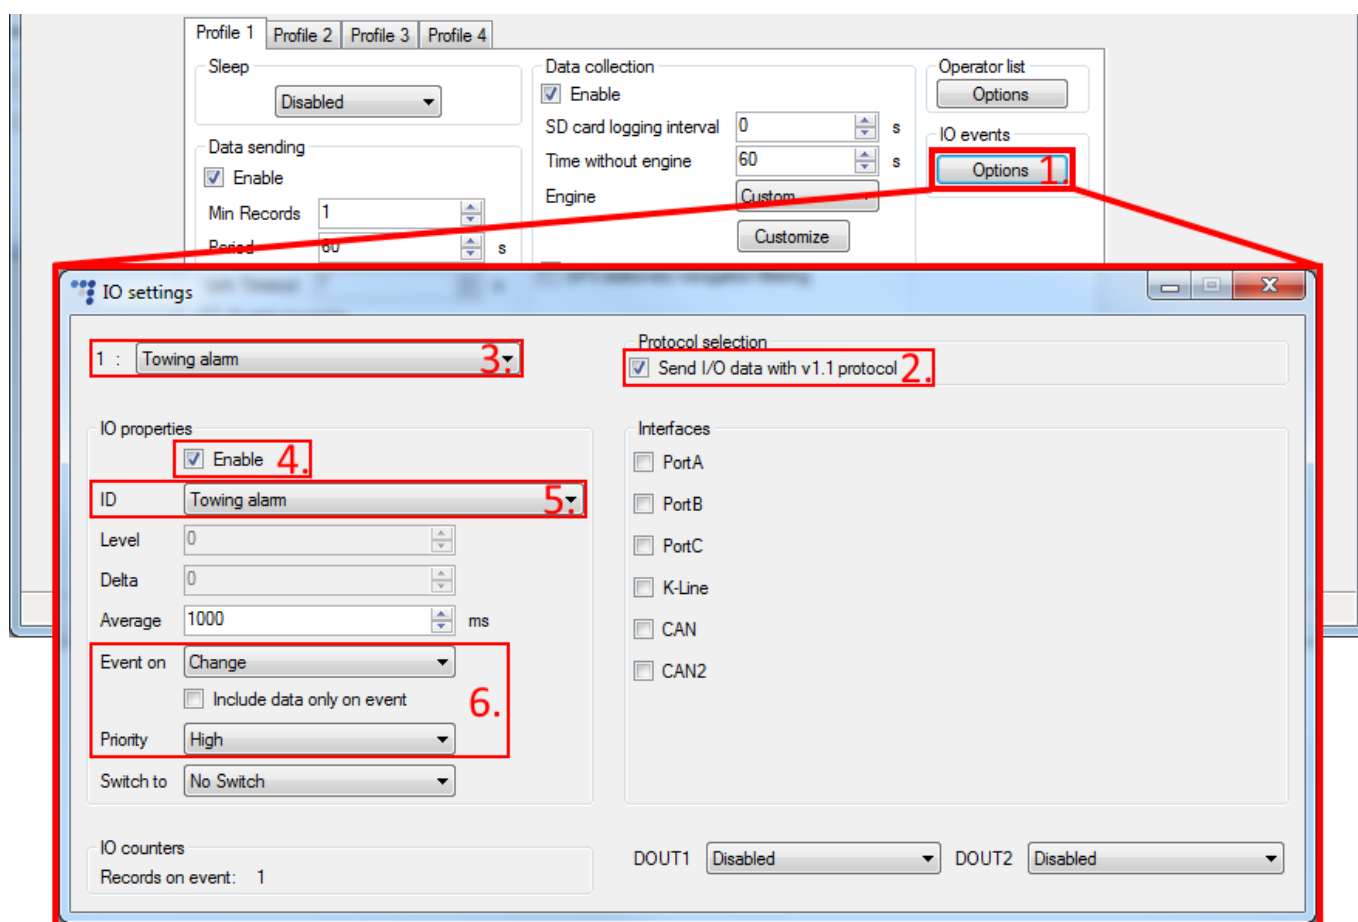 Profile 1 Profile 2 Profile 3 Profile 4
Sleep
Disabled
Data sending
Enable
Min Records 1
Period 60 s
Data collection
Enable
SD card logging interval 0 s
Time without engine 60 s
Engine Custom
Customize
Operator list
Options
IO events
Options 1.
IO settings
1 : Towing alarm 3.
Protocol selection
Send I/O data with v1.1 protocol 2.
IO properties
Enable 4.
ID Towing alarm 5.
Level 0
Delta 0
Average 1000 ms
Event on Change
Include data only on event 6.
Priority High
Switch to No Switch
Interfaces
PortA
PortB
PortC
K-Line
CAN
CAN2
IO counters
Records on event: 1
DOUT1 Disabled DOUT2 Disabled